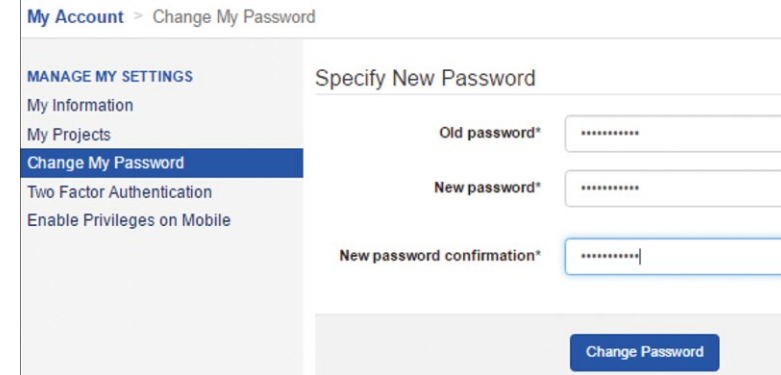 My Account > Change My Password
MANAGE MY SETTINGS
My Information
My Projects
Change My Password
Two Factor Authentication
Enable Privileges on Mobile
Specify New Password
Old password* •••••••••••
New password* •••••••••••
New password confirmation* •••••••••••
Change Password